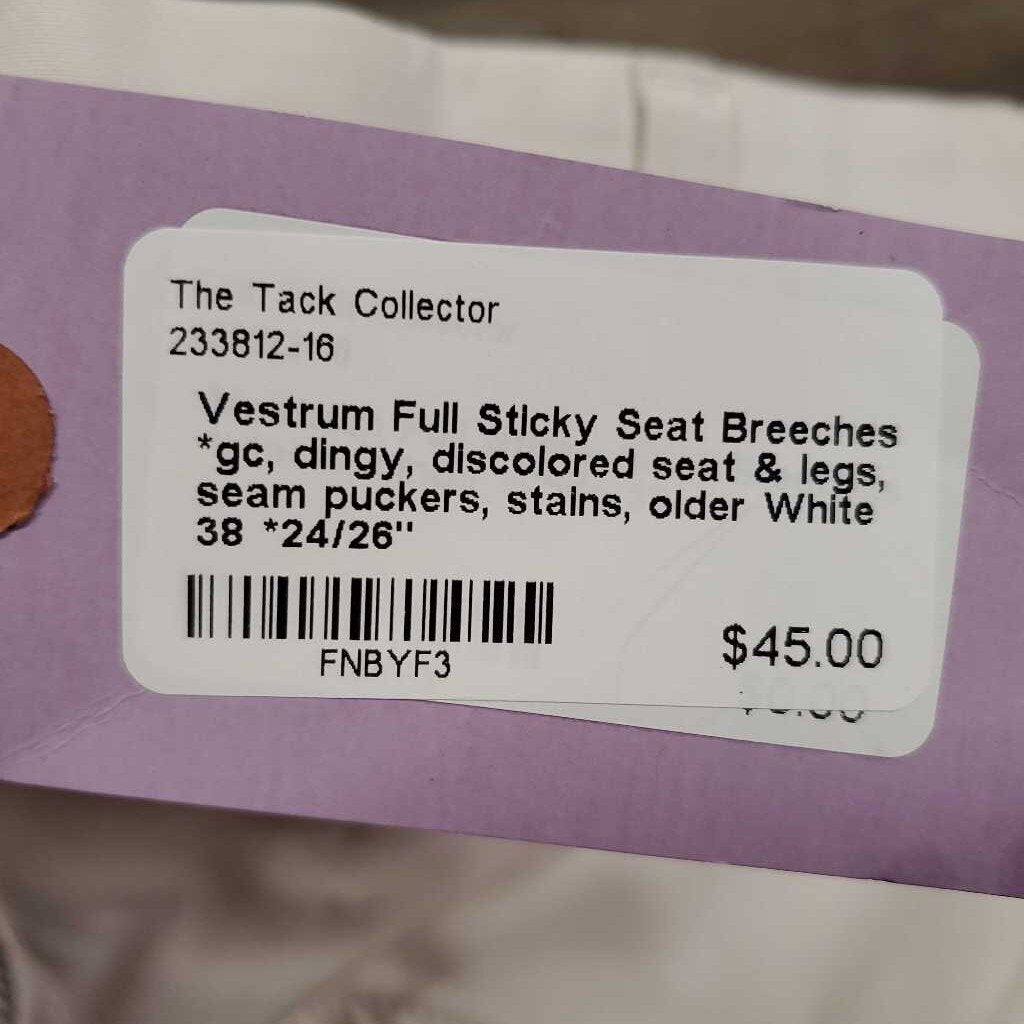 The Tack Collector
233812-16
Vestrum Full Sticky Seat Breeches
*gc, dingy, discolored seat & legs,
seam puckers, stains, older White
38 *24/26"
FNBYF3
$45.00